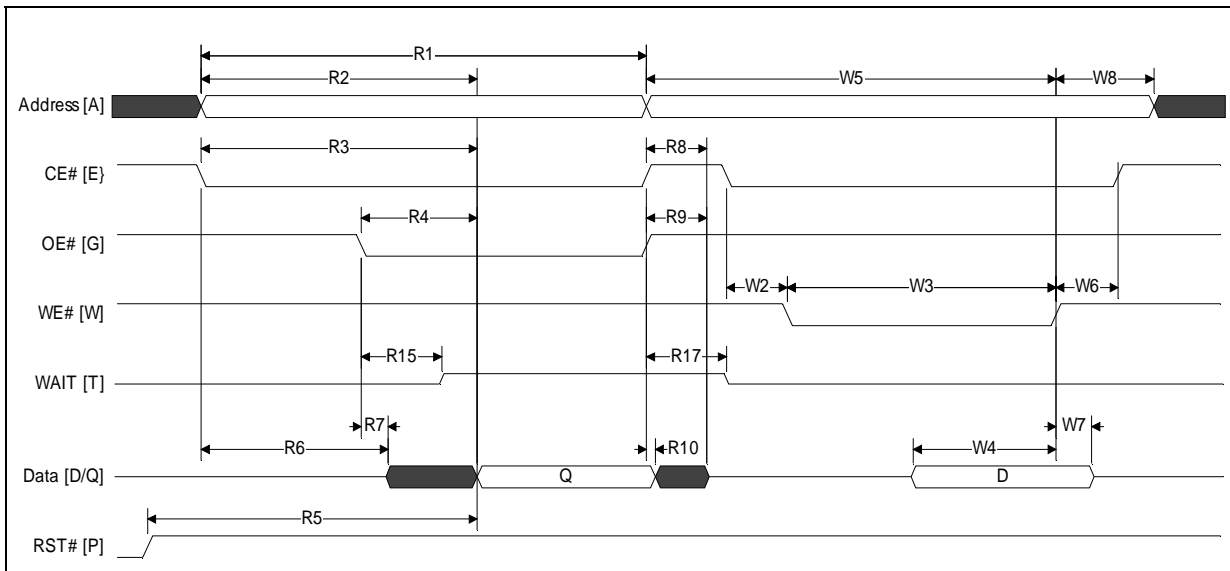 R1
R2 W5 W8
Address [A]
R3 R8
CE# [E}
R4 R9
OE# [G]
W2 W3 W6
WE# [W]
R15 R17
WAIT [T]
R7 W7
R6 R10 W4
Data [D/Q] Q D
R5
RST# [P]